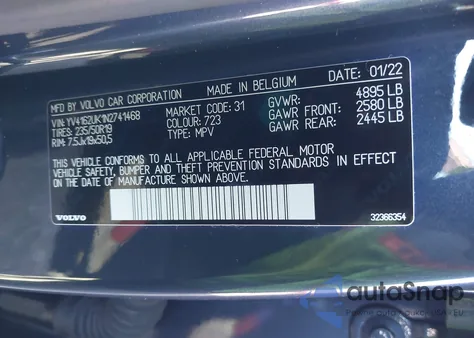 MFD BY VOLVO CAR CORPORATION MADE IN BELGIUM DATE: 01/22
VIN: YV4162UK1N2741468 MARKET CODE: 31 GVWR: 4895 LB
TIRES: 235/50R19 COLOUR: 723 GAWR FRONT: 2580 LB
RIM: 7.5Jx19x50,5 TYPE: MPV GAWR REAR: 2445 LB
THIS VEHICLE CONFORMS TO ALL APPLICABLE FEDERAL MOTOR
VEHICLE SAFETY, BUMPER AND THEFT PREVENTION STANDARDS IN EFFECT ON
THE DATE OF MANUFACTURE SHOWN ABOVE.
VOLVO 32366354
autoSnap